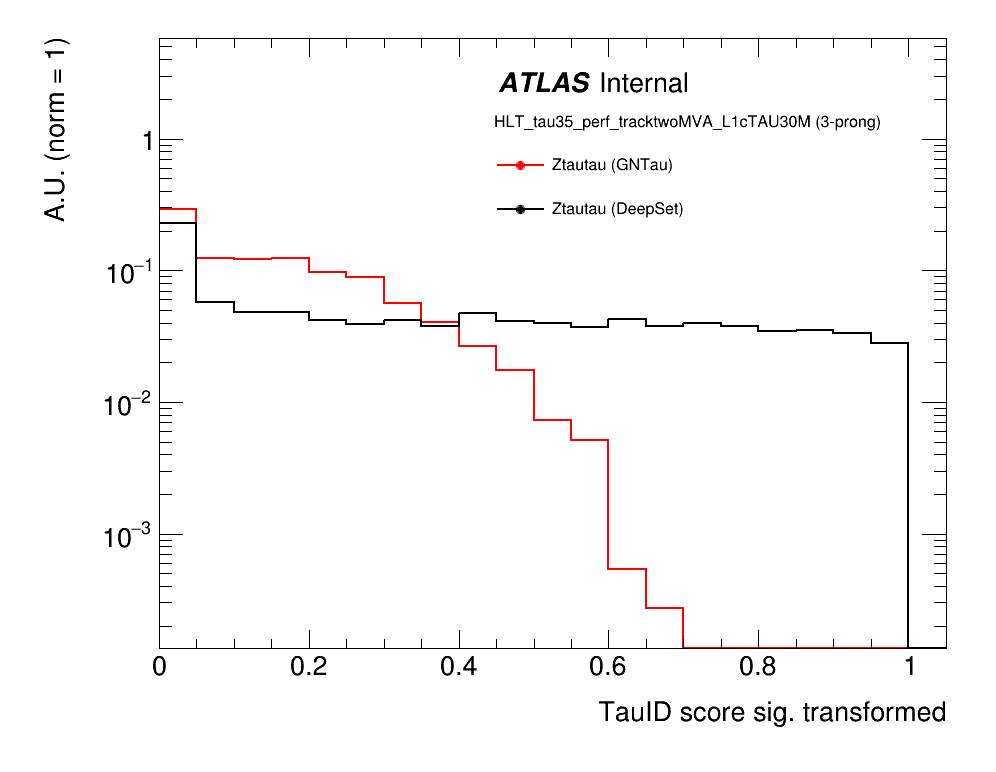 A.U. (norm = 1)
ATLAS Internal
HLT_tau35_perf_tracktwoMVA_L1cTAU30M (3-prong)
Ztautau (GNTau)
Ztautau (DeepSet)
1
10⁻¹
10⁻²
10⁻³
0 0.2 0.4 0.6 0.8 1
TauID score sig. transformed